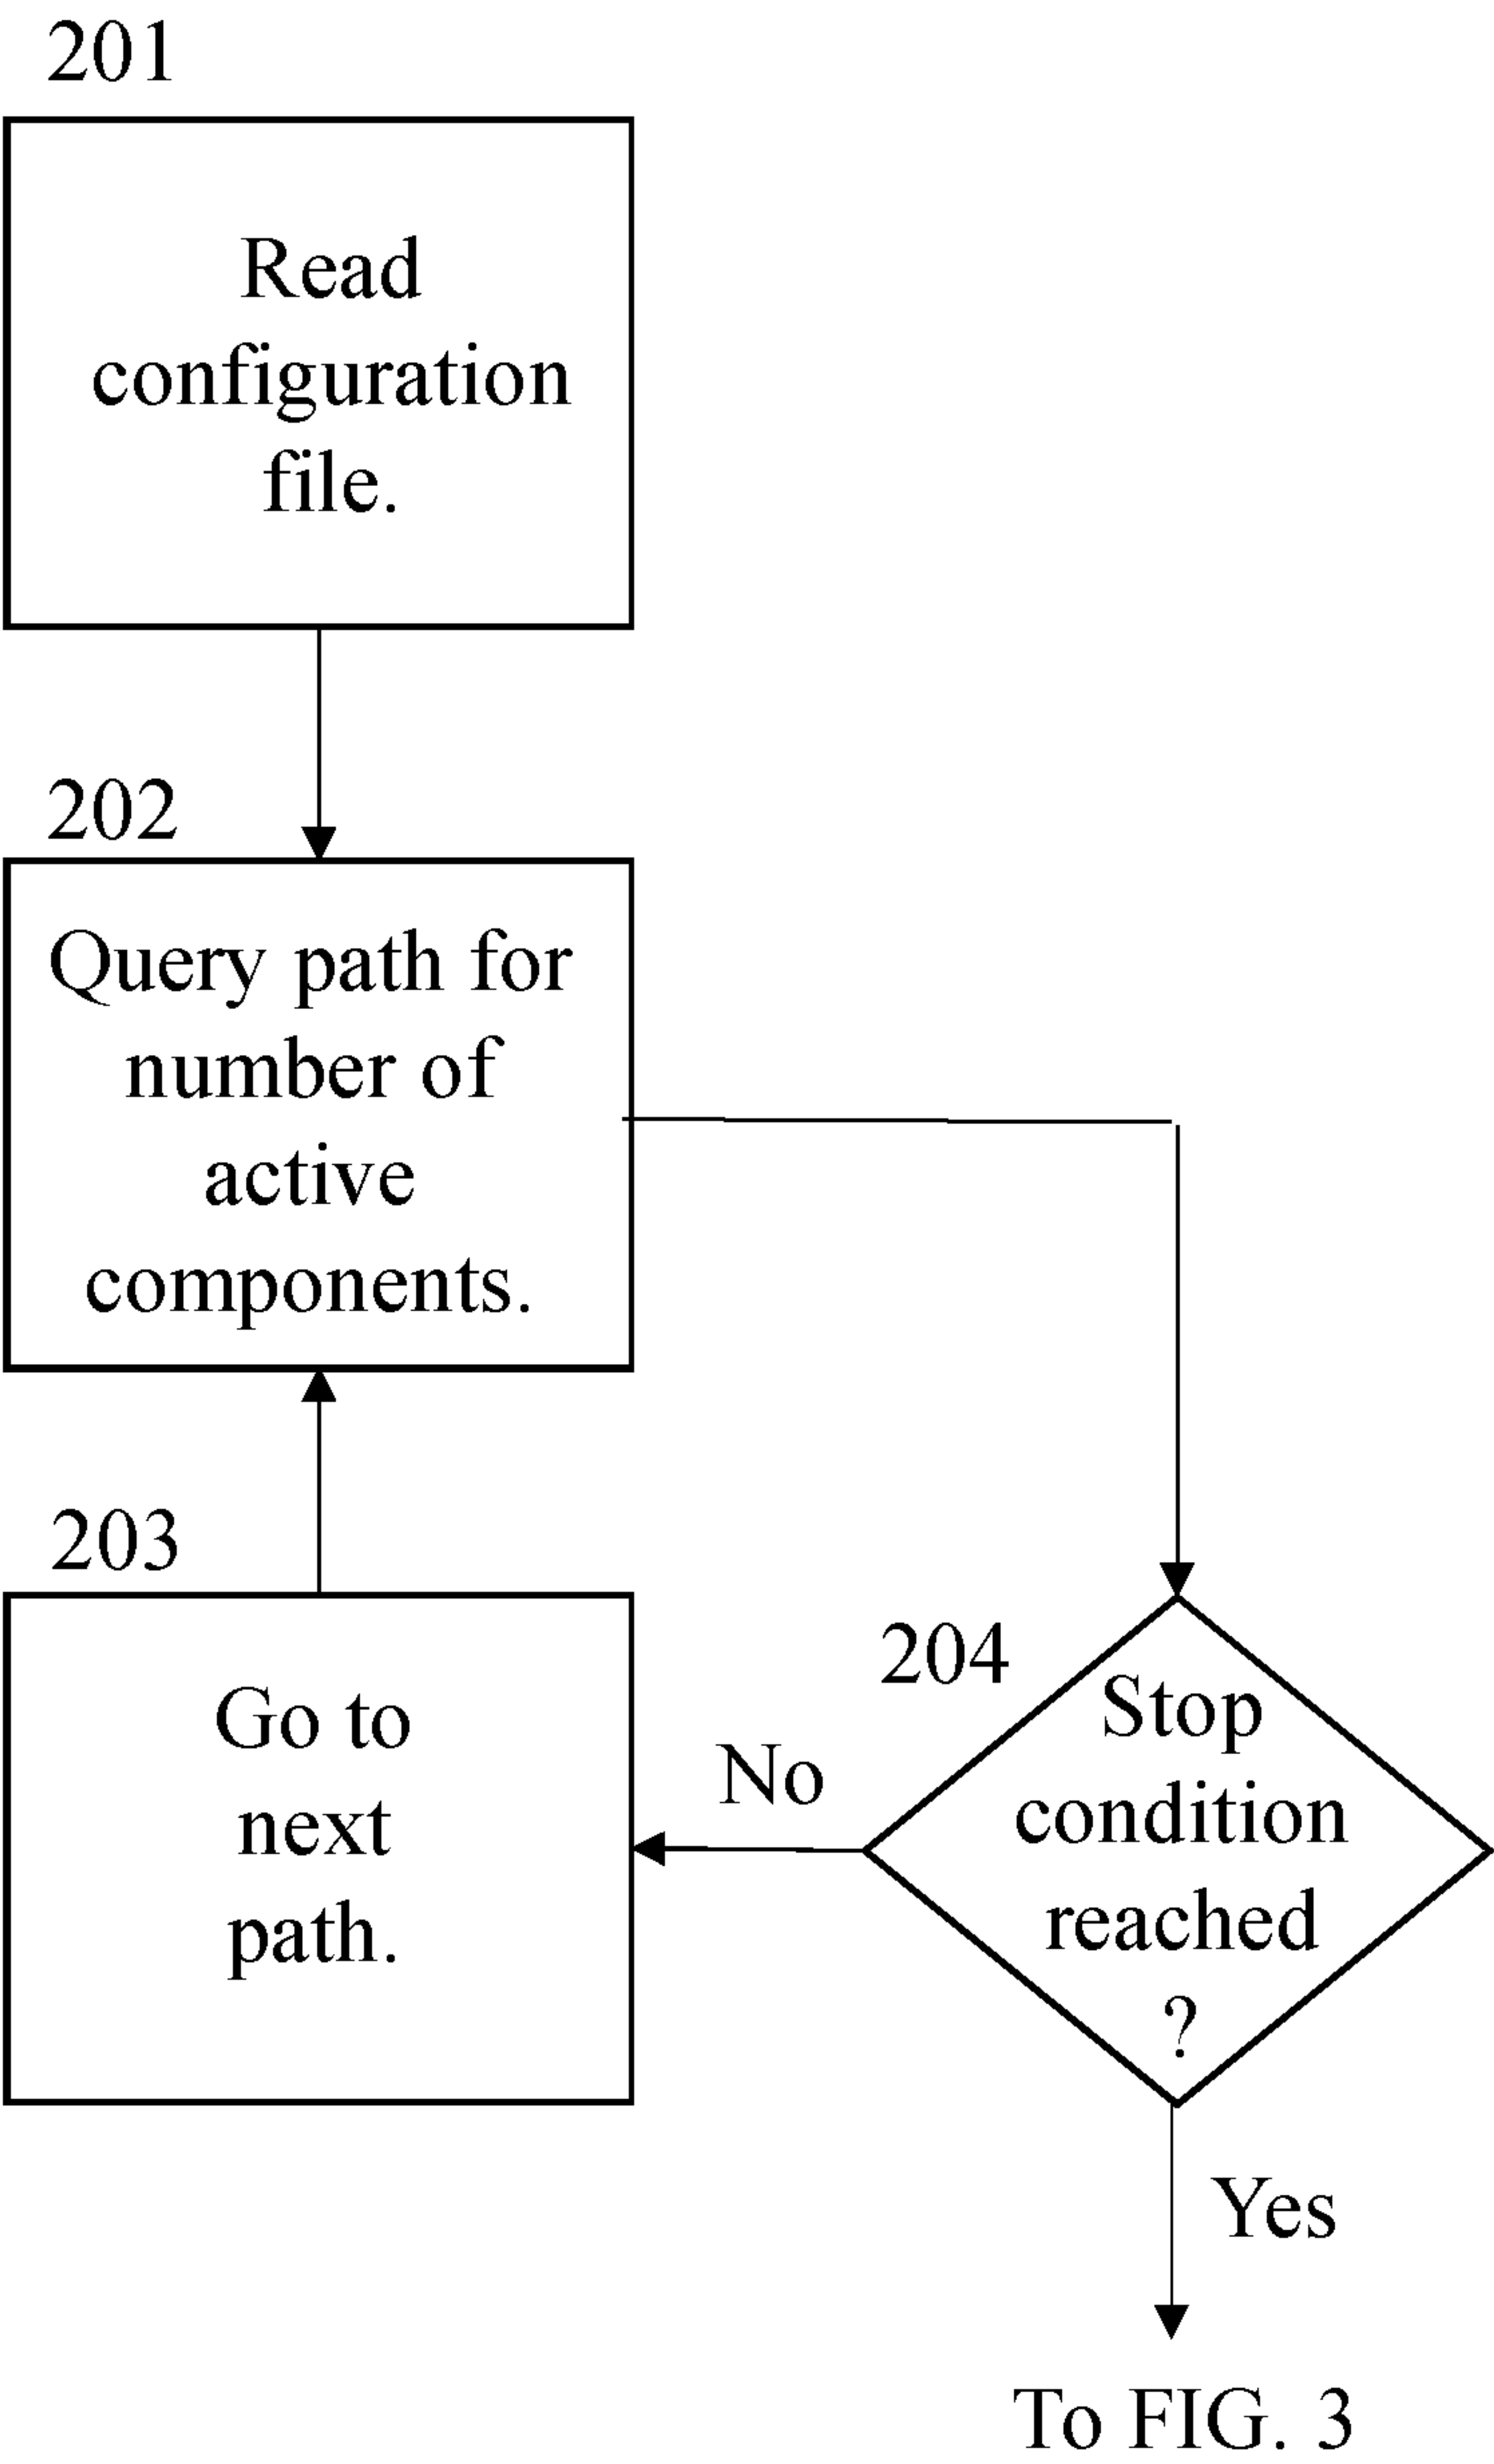 201
Read
configuration
file.
202
Query path for
number of
active
components.
203
Go to
next
path.
204
Stop
condition
reached
?
No
Yes
To FIG. 3